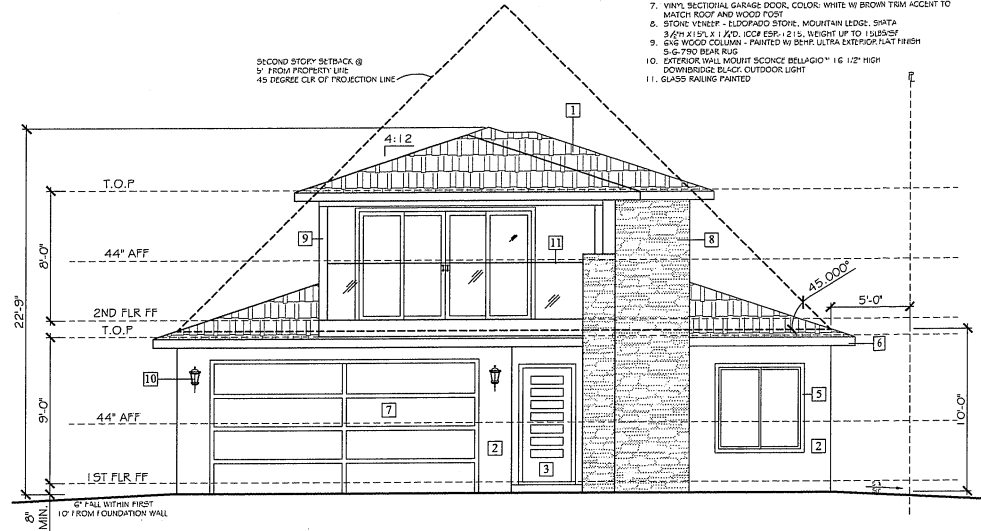 7. VINYL SECTIONAL GARAGE DOOR, COLOR: WHITE W/ BROWN TRIM ACCENT TO
MATCH ROOF AND WOOD POST
8. STONE VENEER - ELDORADO STONE, MOUNTAIN LEDGE, SHATA
ICC# ESR-1215, WEIGHT UP TO 15LBS/SF
9. 6X6 WOOD COLUMN - PAINTED W/ BEHR ULTRA EXTERIOR, FLAT FINISH
S-G-790 BEAR RUG
10. EXTERIOR WALL MOUNT SCONCE BELLAGIO™ 16 1/2" HIGH
DOWNBRIDGE BLACK OUTDOOR LIGHT
11. GLASS RAILING PAINTED
SECOND STORY SETBACK @
5' FROM PROPERTY LINE
45 DEGREE CLR OF PROJECTION LINE
1
4:12
T.O.P
9
8
11
44" AFF
8'-0"
45.000°
5'-0"
22'-9"
2ND FLR FF
T.O.P
6
10
7
5
9'-0"
44" AFF
10'-0"
2
2
3
1ST FLR FF
6" FALL WITHIN FIRST
10' FROM FOUNDATION WALL
8"
MIN.